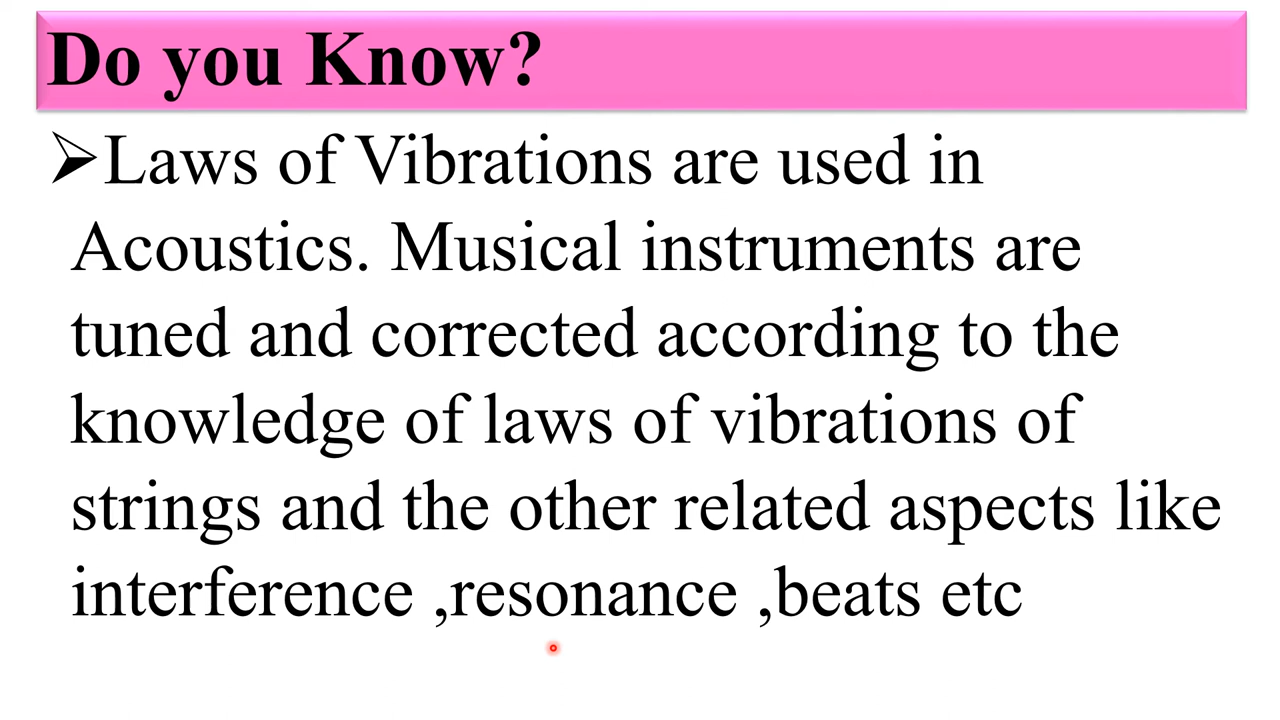 Do you Know?
➢Laws of Vibrations are used in
Acoustics. Musical instruments are
tuned and corrected according to the
knowledge of laws of vibrations of
strings and the other related aspects like
interference ,resonance ,beats etc